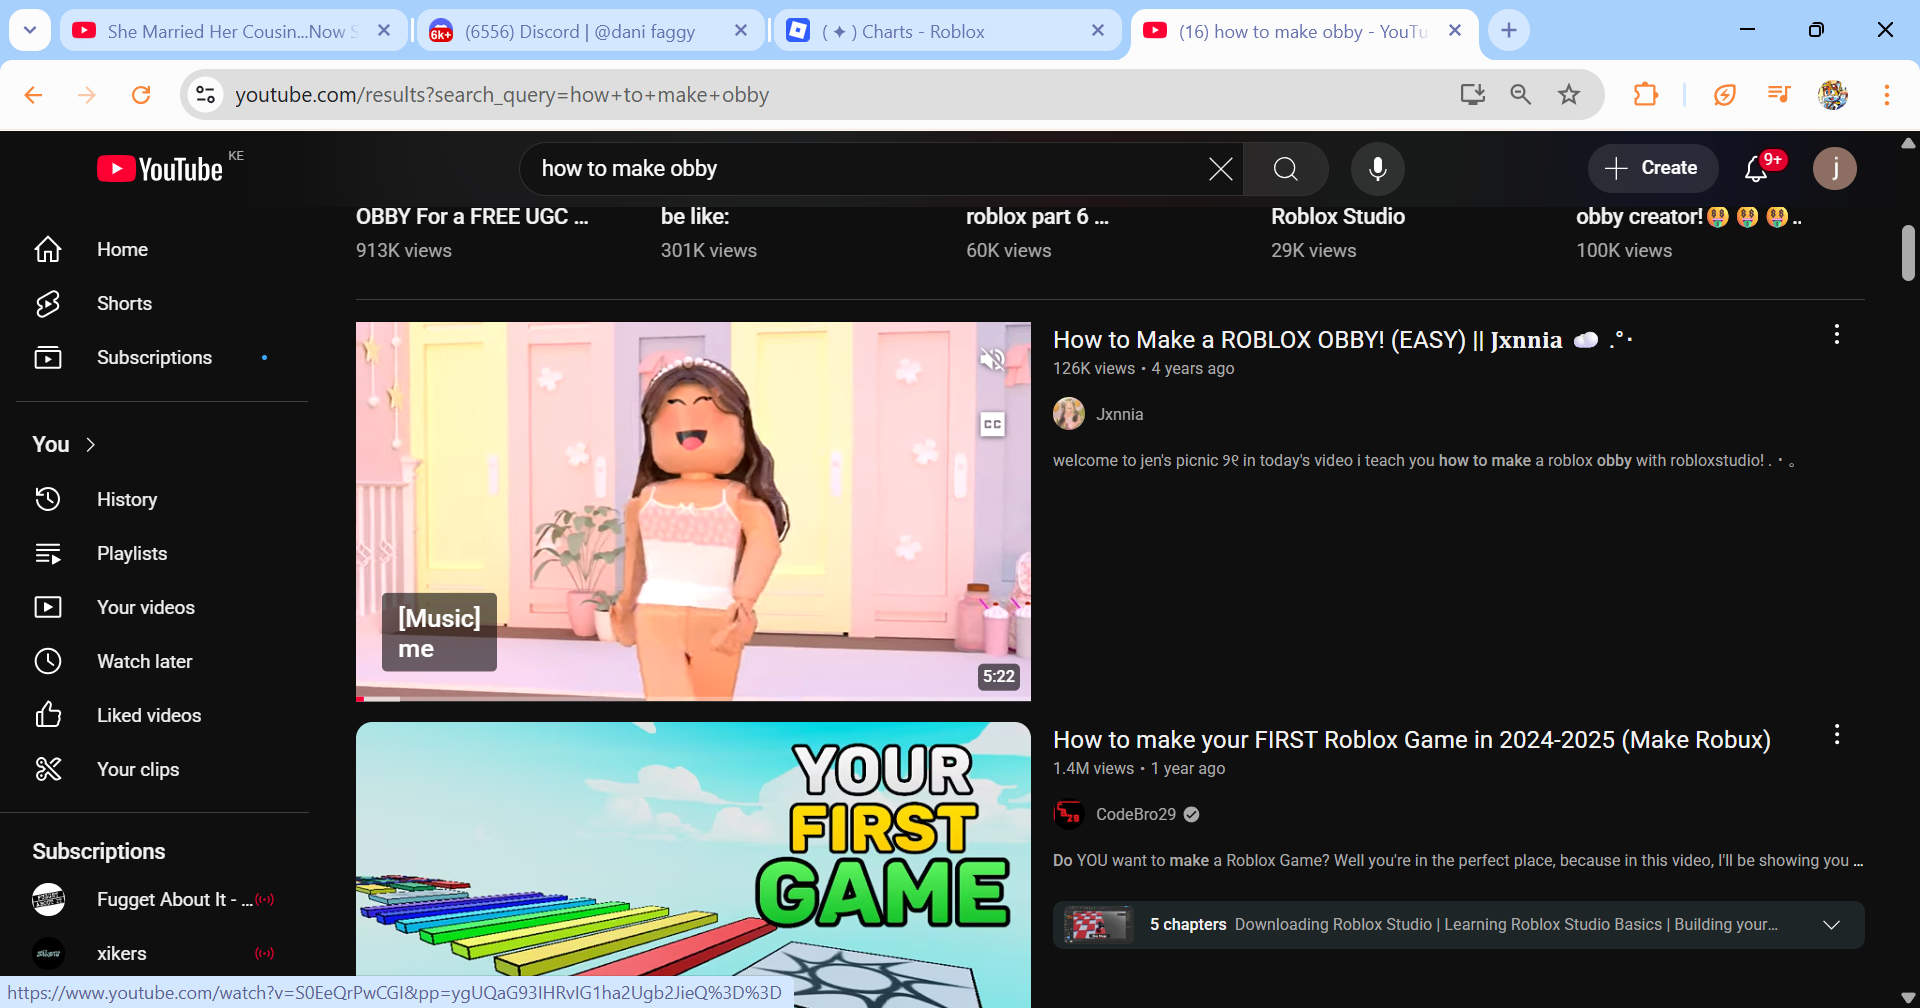 She Married Her Cousin...Now S
6k+
(6556) Discord | @dani faggy
( ✦ ) Charts - Roblox
(16) how to make obby - YouTu
youtube.com/results?search_query=how+to+make+obby
YouTube KE
how to make obby
Create
9+
j
Home
Shorts
Subscriptions
You
History
Playlists
Your videos
Watch later
Liked videos
Your clips
Subscriptions
Fugget About It - ...
xikers
OBBY For a FREE UGC ...
913K views
be like:
301K views
roblox part 6 ...
60K views
Roblox Studio
29K views
obby creator!🤑 🤑 🤑 ..
100K views
CC
[Music]
me
5:22
How to Make a ROBLOX OBBY! (EASY) || 𝐉𝐱𝐧𝐧𝐢𝐚 ☁️ .˚·
126K views • 4 years ago
Jxnnia
welcome to jen's picnic ୨୧ in today's video i teach you how to make a roblox obby with robloxstudio! . ・ 。
YOUR
FIRST
GAME
How to make your FIRST Roblox Game in 2024-2025 (Make Robux)
1.4M views • 1 year ago
CodeBro29
Do YOU want to make a Roblox Game? Well you're in the perfect place, because in this video, I'll be showing you ...
5 chapters Downloading Roblox Studio | Learning Roblox Studio Basics | Building your...
https://www.youtube.com/watch?v=S0EeQrPwCGI&pp=ygUQaG93IHRvIG1ha2Ugb2JieQ%3D%3D